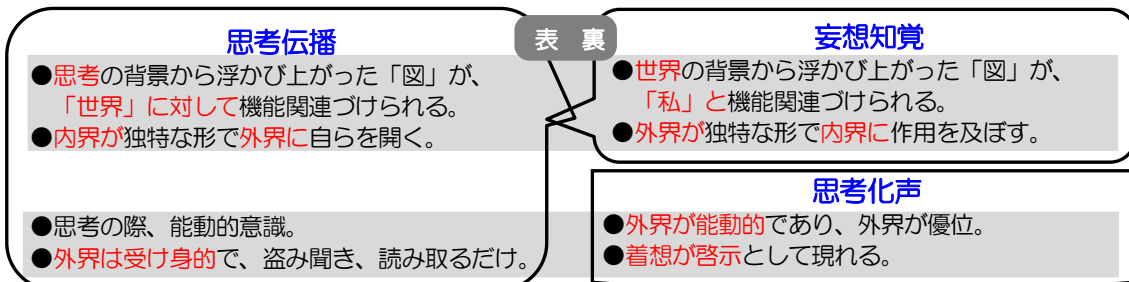 表 裏
思考伝播
●思考の背景から浮かび上がった「図」が、
「世界」に対して機能関連づけられる。
●内界が独特な形で外界に自らを開く。
●思考の際、能動的意識。
●外界は受け身的で、盗み聞き、読み取るだけ。
妄想知覚
●世界の背景から浮かび上がった「図」が、
「私」と機能関連づけられる。
●外界が独特な形で内界に作用を及ぼす。
思考化声
●外界が能動的であり、外界が優位。
●着想が啓示として現れる。